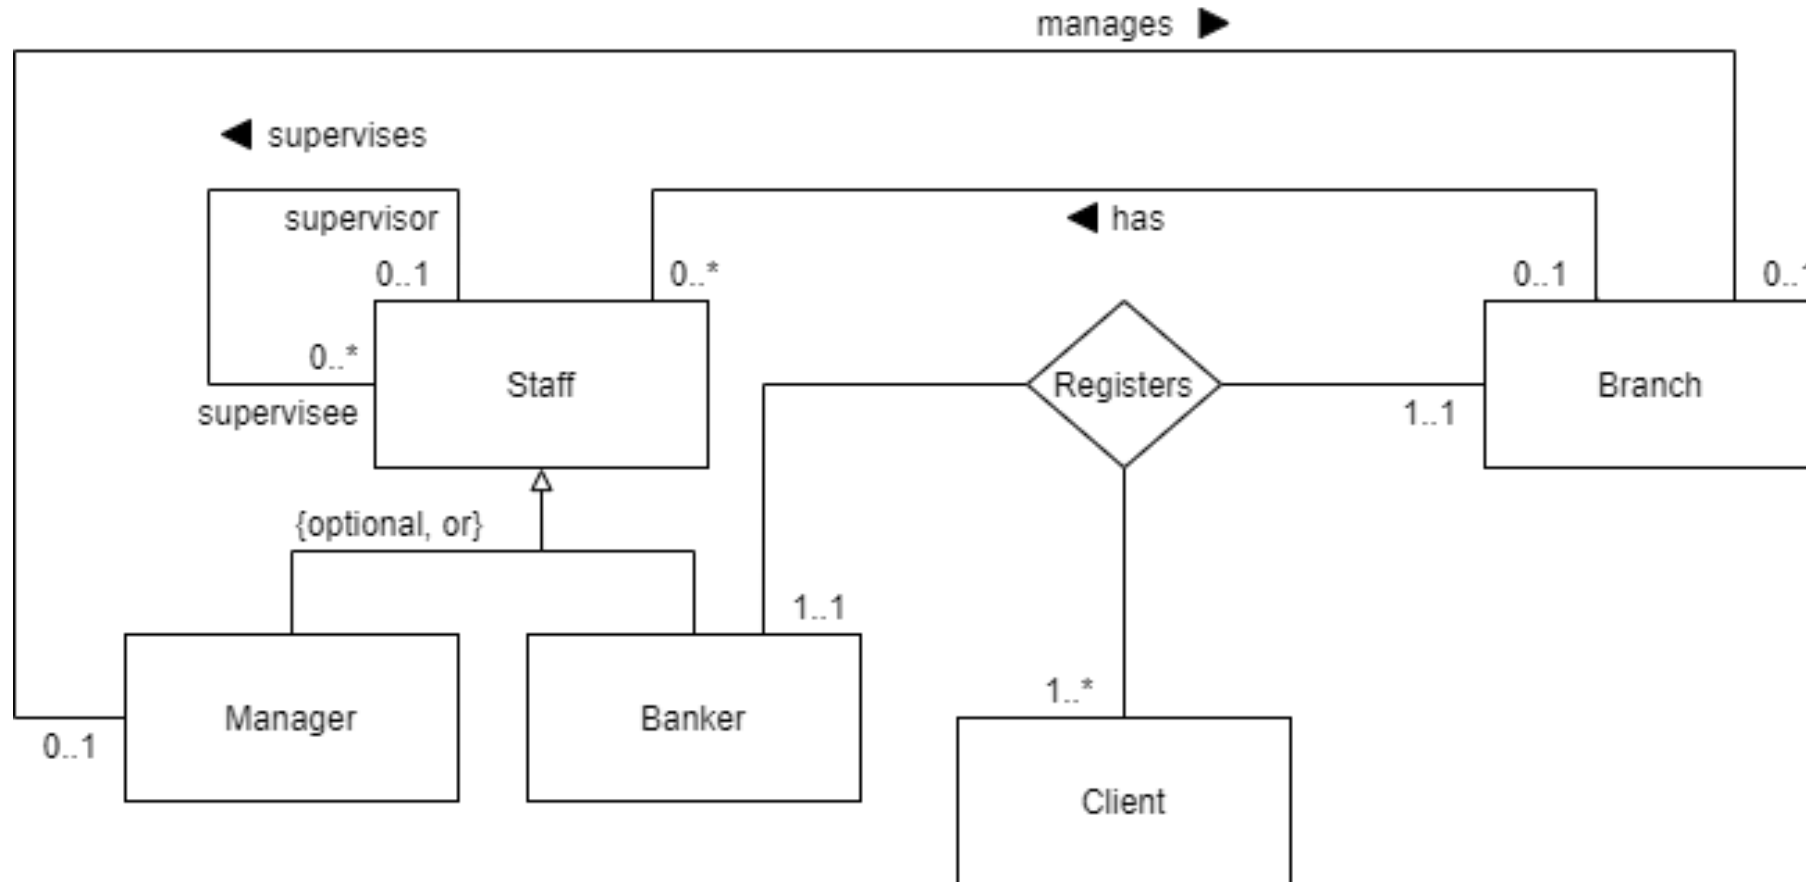 manages
supervises
supervisor
has
0..1
0..*
0..1
0..*
Staff
Registers
Branch
supervisee
1..1
{optional, or}
1..1
1..*
Manager
Banker
0..1
Client